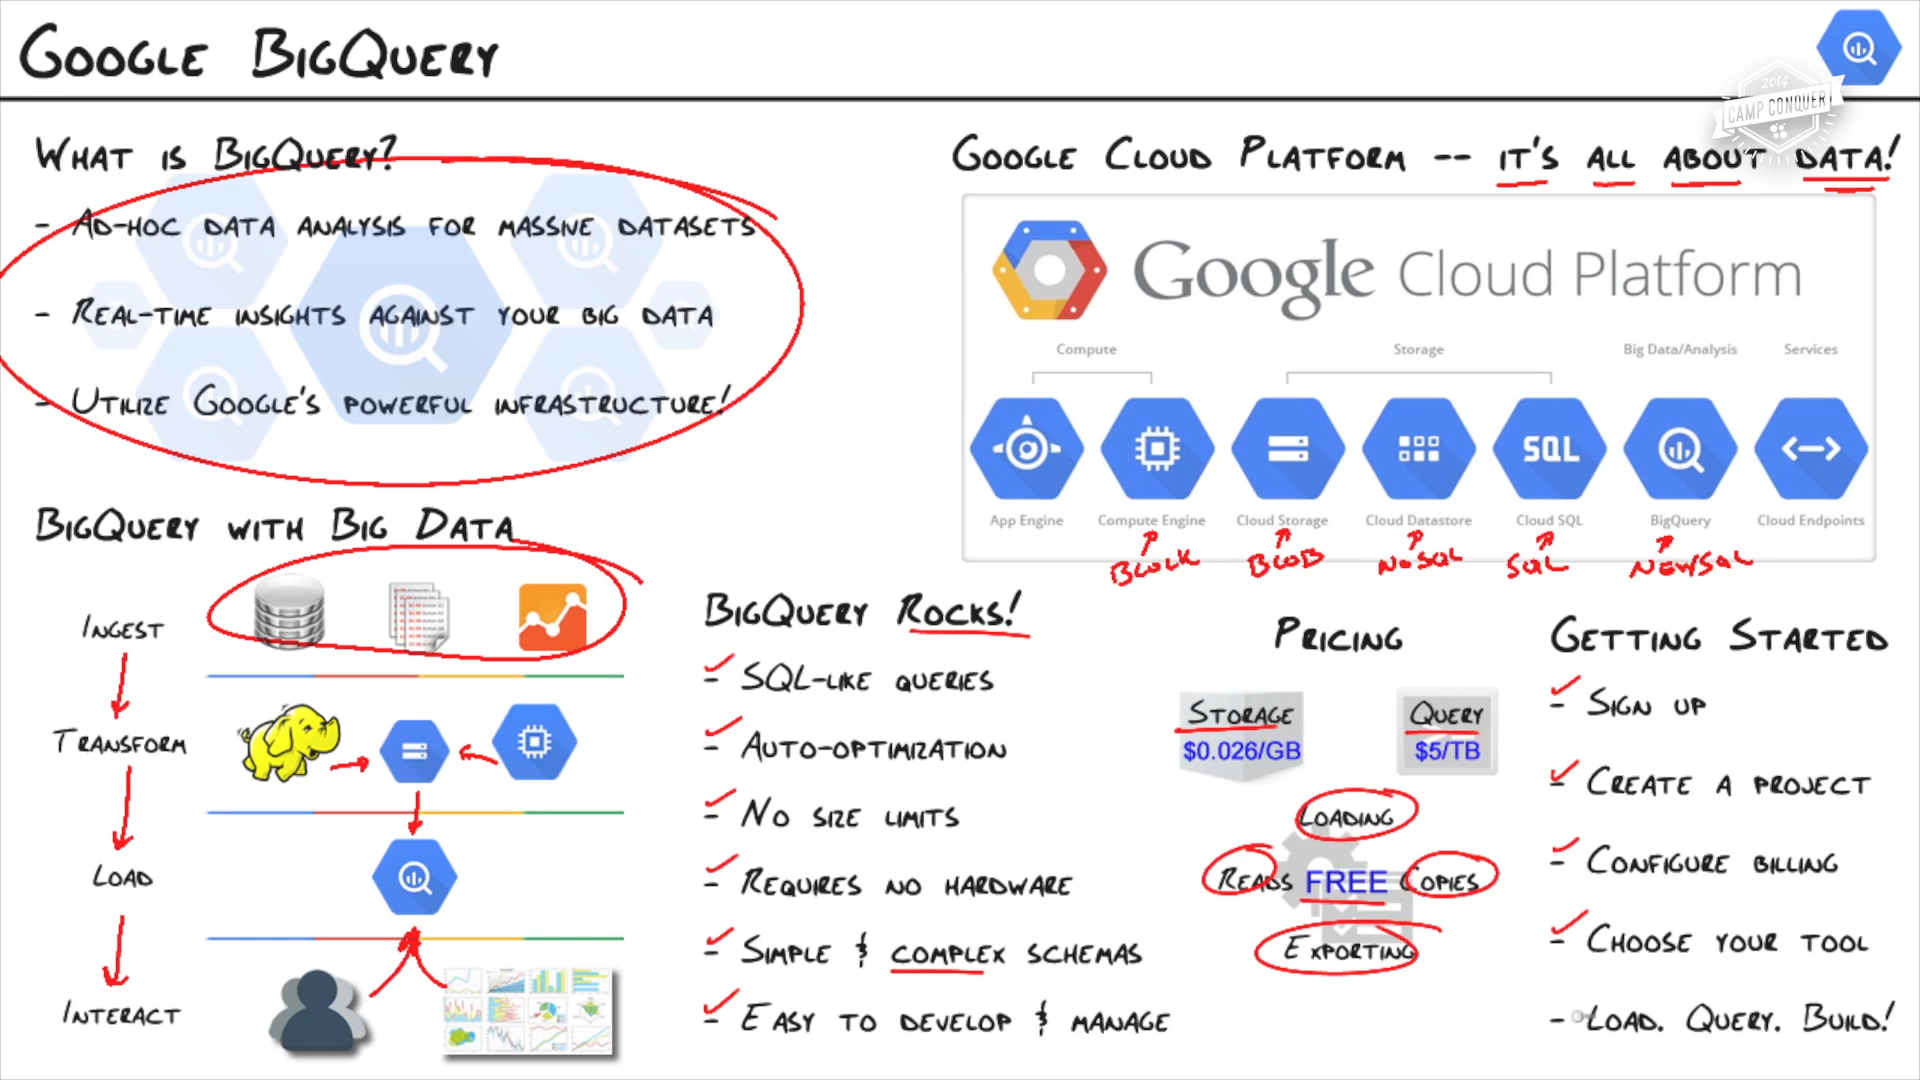 GOOGLE BIGQUERY
2014
CAMP CONQUER
WHAT IS BIGQUERY?
- AD-HOC DATA ANALYSIS FOR MASSIVE DATASETS
- REAL-TIME INSIGHTS AGAINST YOUR BIG DATA
- UTILIZE GOOGLE'S POWERFUL INFRASTRUCTURE!
GOOGLE CLOUD PLATFORM -- IT'S ALL ABOUT DATA!
Google Cloud Platform
Compute Storage Big Data/Analysis Services
SQL
App Engine Compute Engine Cloud Storage Cloud Datastore Cloud SQL BigQuery Cloud Endpoints
BLOCK BLOB NoSQL SQL NEWSQL
BIGQUERY WITH BIG DATA
INGEST
TRANSFORM
LOAD
INTERACT
BIGQUERY ROCKS!
- SQL-LIKE QUERIES
- AUTO-OPTIMIZATION
- NO SIZE LIMITS
- REQUIRES NO HARDWARE
- SIMPLE & COMPLEX SCHEMAS
- EASY TO DEVELOP & MANAGE
PRICING
STORAGE QUERY
$0.026/GB $5/TB
LOADING
READS FREE COPIES
EXPORTING
GETTING STARTED
- SIGN UP
- CREATE A PROJECT
- CONFIGURE BILLING
- CHOOSE YOUR TOOL
- LOAD. QUERY. BUILD!